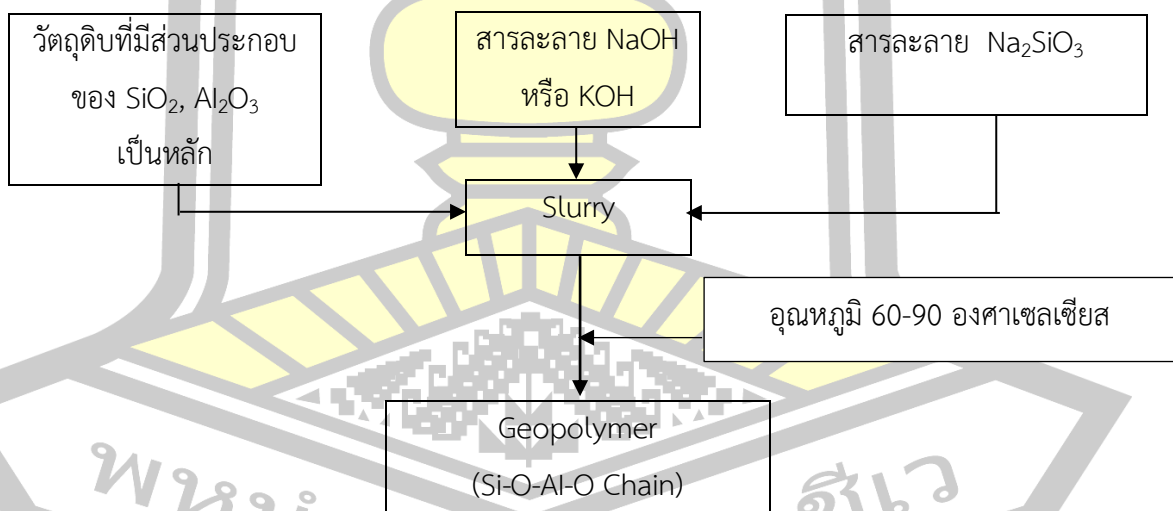 วัตถุดิบที่มีส่วนประกอบ
ของ SiO₂, Al₂O₃
เป็นหลัก
สารละลาย NaOH
หรือ KOH
สารละลาย Na₂SiO₃
Slurry
อุณหภูมิ 60-90 องศาเซลเซียส
Geopolymer
(Si-O-Al-O Chain)